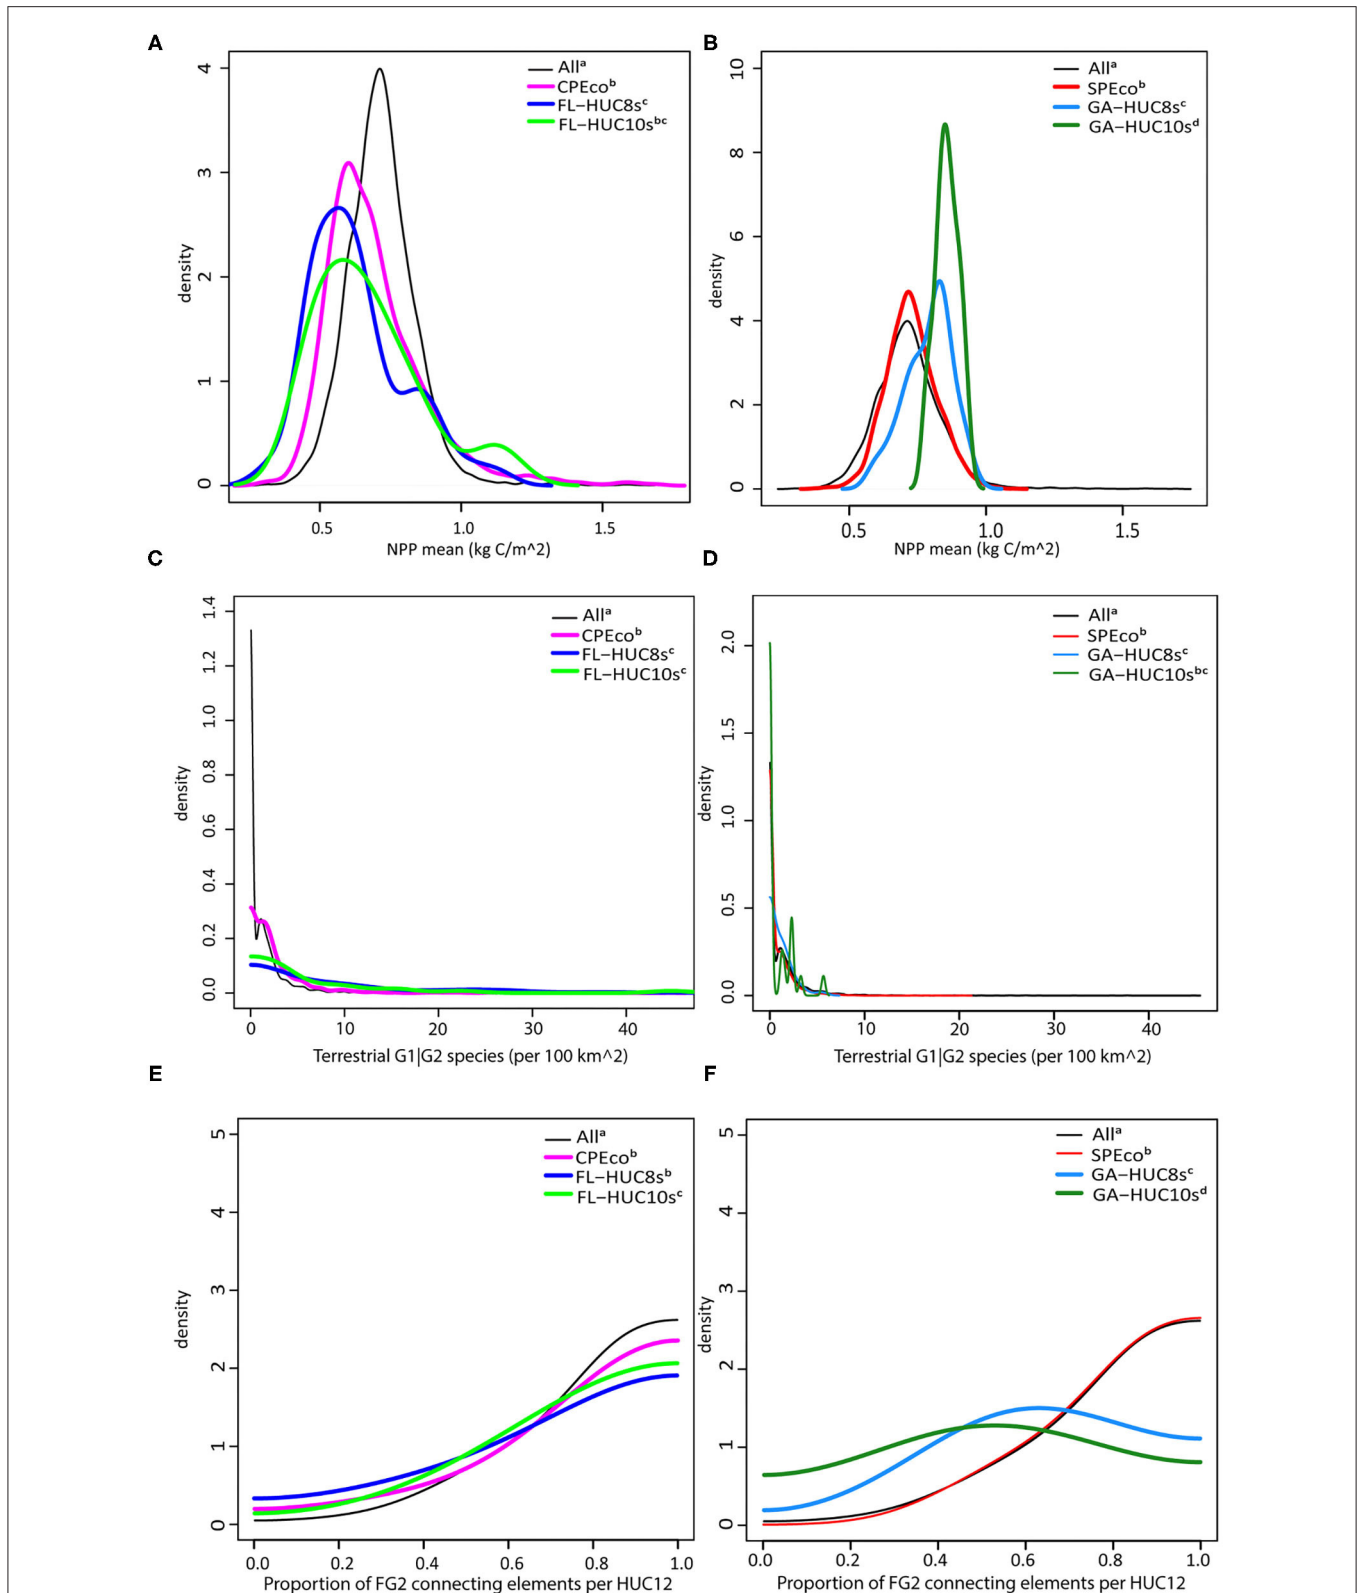 A
4
3
2
1
0
density
0.5 1.0 1.5
NPP mean (kg C/m^2)
Allᵃ
CPEcoᵇ
FL–HUC8sᶜ
FL–HUC10sᵇᶜ
B
10
8
6
4
2
0
density
0.5 1.0 1.5
NPP mean (kg C/m^2)
Allᵃ
SPEcoᵇ
GA–HUC8sᶜ
GA–HUC10sᵈ
C
1.4
1.2
1.0
0.8
0.6
0.4
0.2
0.0
density
0 10 20 30 40
Terrestrial G1|G2 species (per 100 km^2)
Allᵃ
CPEcoᵇ
FL–HUC8sᶜ
FL–HUC10sᶜ
D
2.0
1.5
1.0
0.5
0.0
density
0 10 20 30 40
Terrestrial G1|G2 species (per 100 km^2)
Allᵃ
SPEcoᵇ
GA–HUC8sᶜ
GA–HUC10sᵇᶜ
E
5
4
3
2
1
0
density
0.0 0.2 0.4 0.6 0.8 1.0
Proportion of FG2 connecting elements per HUC12
Allᵃ
CPEcoᵇ
FL–HUC8sᵇ
FL–HUC10sᶜ
F
5
4
3
2
1
0
density
0.0 0.2 0.4 0.6 0.8 1.0
Proportion of FG2 connecting elements per HUC12
Allᵃ
SPEcoᵇ
GA–HUC8sᶜ
GA–HUC10sᵈ